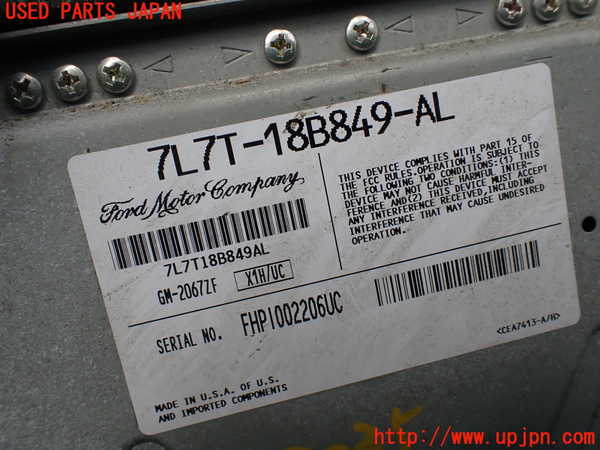 USED PARTS JAPAN
7L7T-18B849-AL
Ford Motor Company
7L7T18B849AL
GM-2067ZF X1H/UC
SERIAL NO. FHPI002206UC
MADE IN U.S.A. OF U.S.
AND IMPORTED COMPONENTS
THIS DEVICE COMPLIES WITH PART 15 OF
THE FCC RULES.OPERATION IS SUBJECT TO
THE FOLLOWING TWO CONDITIONS:(1) THIS
DEVICE MAY NOT CAUSE HARMFUL INTER-
FERENCE AND(2) THIS DEVICE MUST ACCEPT
ANY INTERFERENCE RECEIVED,INCLUDING
INTERFERENCE THAT MAY CAUSE UNDESIRED
OPERATION.
<CEA7413-A/H>
http://www.upjpn.com